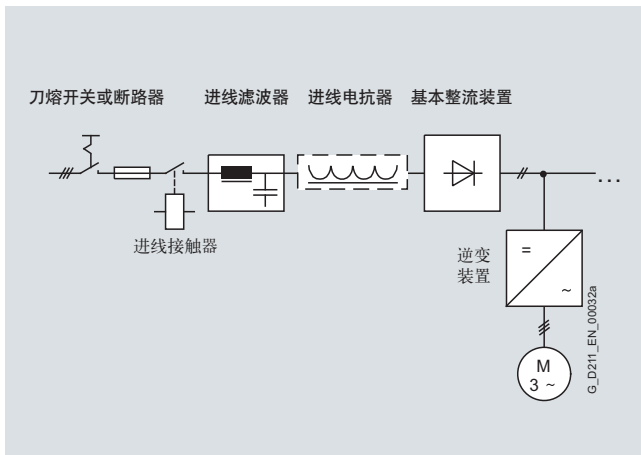 刀熔开关或断路器 进线滤波器 进线电抗器 基本整流装置
进线接触器
...
逆变
装置
=
~
G_D211_EN_00032a
M
3 ~